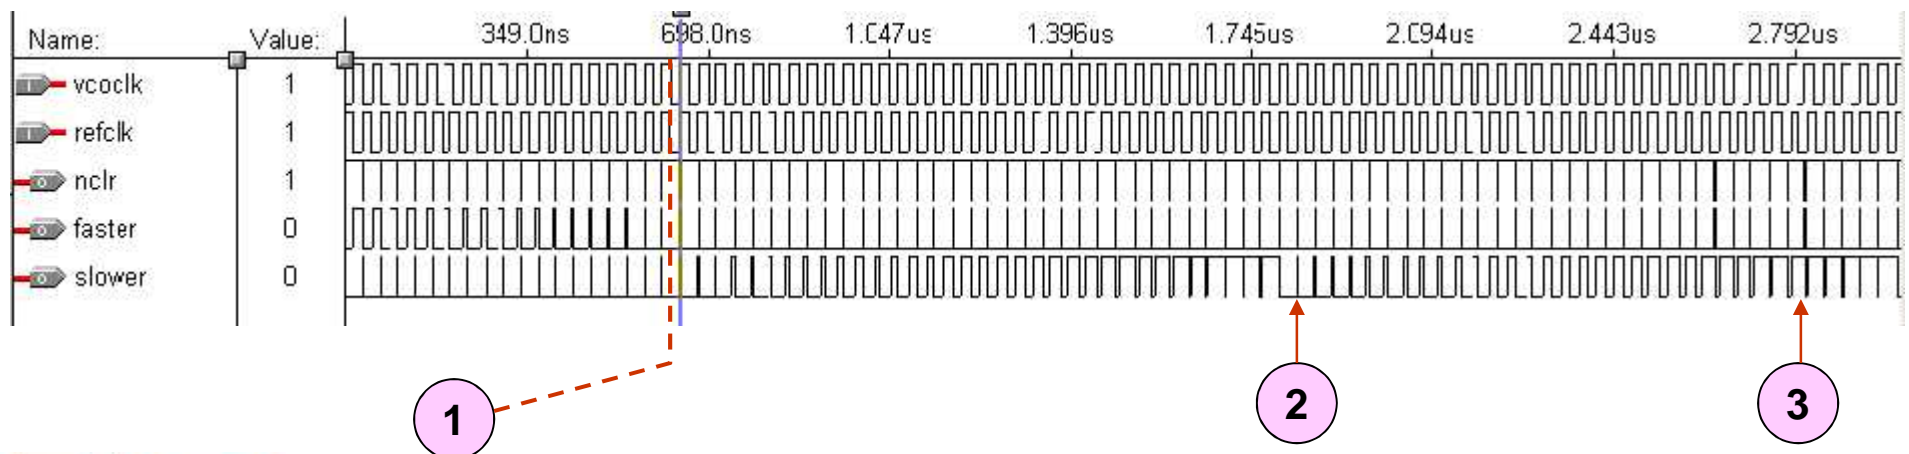 Name: Value: 349.0ns 698.0ns 1.047us 1.396us 1.745us 2.094us 2.443us 2.792us
vcoclk 1
refclk 1
nclr 1
faster 0
slower 0
1 2 3